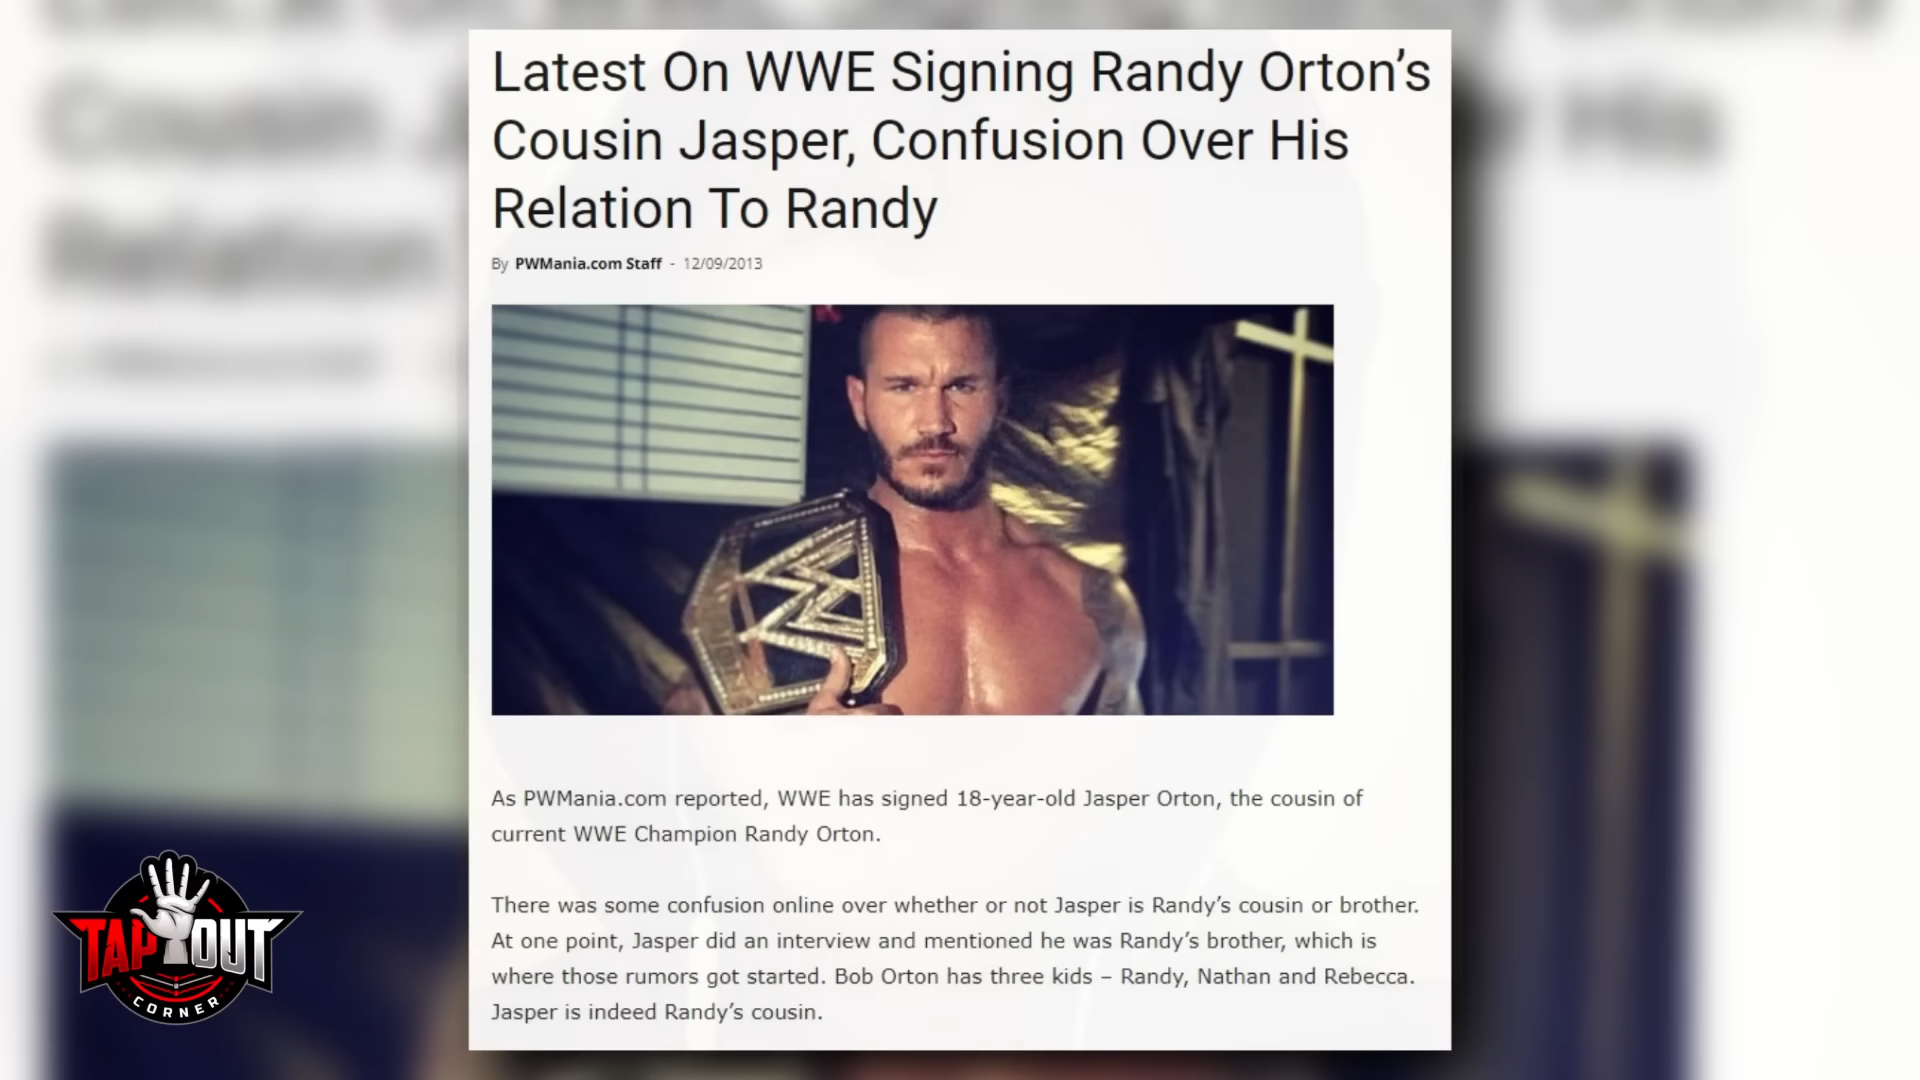 Latest On WWE Signing Randy Orton’s
Cousin Jasper, Confusion Over His
Relation To Randy
By PWMania.com Staff - 12/09/2013
As PWMania.com reported, WWE has signed 18-year-old Jasper Orton, the cousin of
current WWE Champion Randy Orton.
There was some confusion online over whether or not Jasper is Randy’s cousin or brother.
At one point, Jasper did an interview and mentioned he was Randy’s brother, which is
where those rumors got started. Bob Orton has three kids – Randy, Nathan and Rebecca.
Jasper is indeed Randy’s cousin.
TAP OUT
CORNER